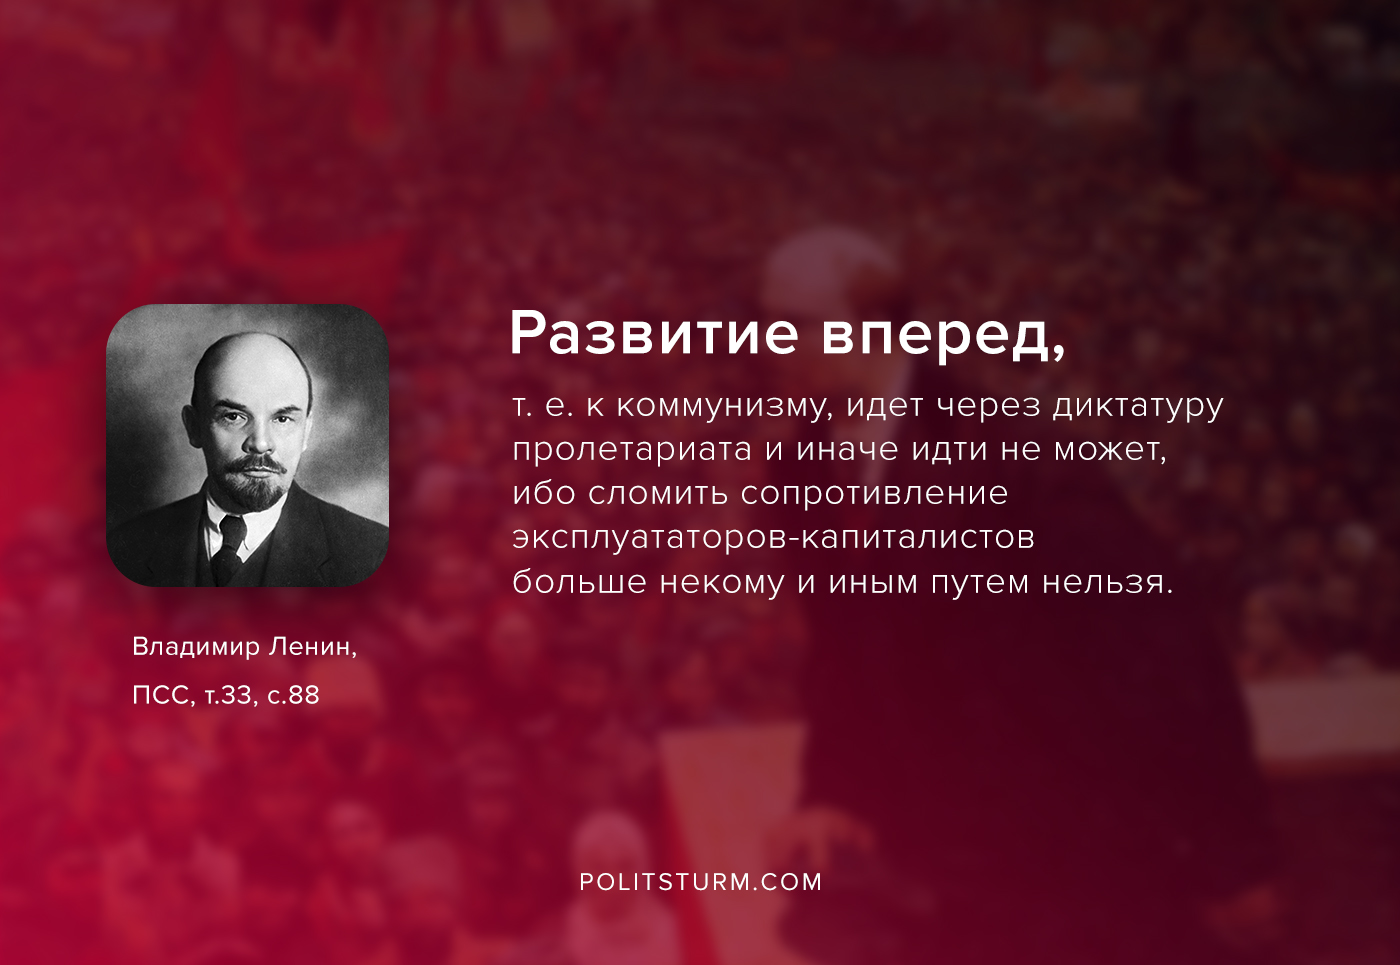 Развитие вперед,
т. е. к коммунизму, идет через диктатуру
пролетариата и иначе идти не может,
ибо сломить сопротивление
эксплуататоров-капиталистов
больше некому и иным путем нельзя.
Владимир Ленин,
ПСС, т.33, с.88
POLITSTURM.COM